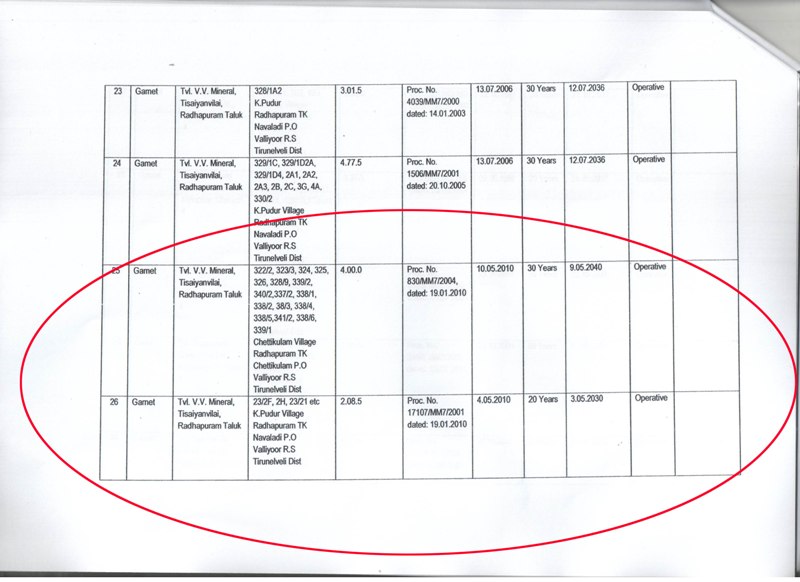 23 Garnet Tvl. V.V. Mineral, 328/1A2 3.01.5 Proc. No. 13.07.2006 30 Years 12.07.2036 Operative
Tisaiyanvilai, K.Pudur 4039/MM7/2000
Radhapuram Taluk Radhapuram TK dated: 14.01.2003
Navaladi P.O
Valliyoor R.S
Tirunelveli Dist
24 Garnet Tvl. V.V. Mineral, 329/1C, 329/1D2A, 4.77.5 Proc. No. 13.07.2006 30 Years 12.07.2036 Operative
Tisaiyanvilai, 329/1D4, 2A1, 2A2, 1506/MM7/2001
Radhapuram Taluk 2A3, 2B, 2C, 3G, 4A, dated: 20.10.2005
330/2
K.Pudur Village
Radhapuram TK
Navaladi P.O
Valliyoor R.S
Tirunelveli Dist
25 Garnet Tvl. V.V. Mineral, 322/2, 323/3, 324, 325, 4.00.0 Proc. No. 10.05.2010 30 Years 9.05.2040 Operative
Tisaiyanvilai, 326, 328/9, 339/2, 830/MM7/2004,
Radhapuram Taluk 340/2,337/2, 338/1, dated: 19.01.2010
338/2, 38/3, 338/4,
338/5,341/2, 338/6,
339/1
Chettikulam Village
Radhapuram TK
Chettikulam P.O
Valliyoor R.S
Tirunelveli Dist
26 Garnet Tvl. V.V. Mineral, 23/2F, 2H, 23/21 etc 2.08.5 Proc. No. 4.05.2010 20 Years 3.05.2030 Operative
Tisaiyanvilai, K.Pudur Village 17107/MM7/2001
Radhapuram Taluk Radhapuram TK dated: 19.01.2010
Navaladi P.O
Valliyoor R.S
Tirunelveli Dist